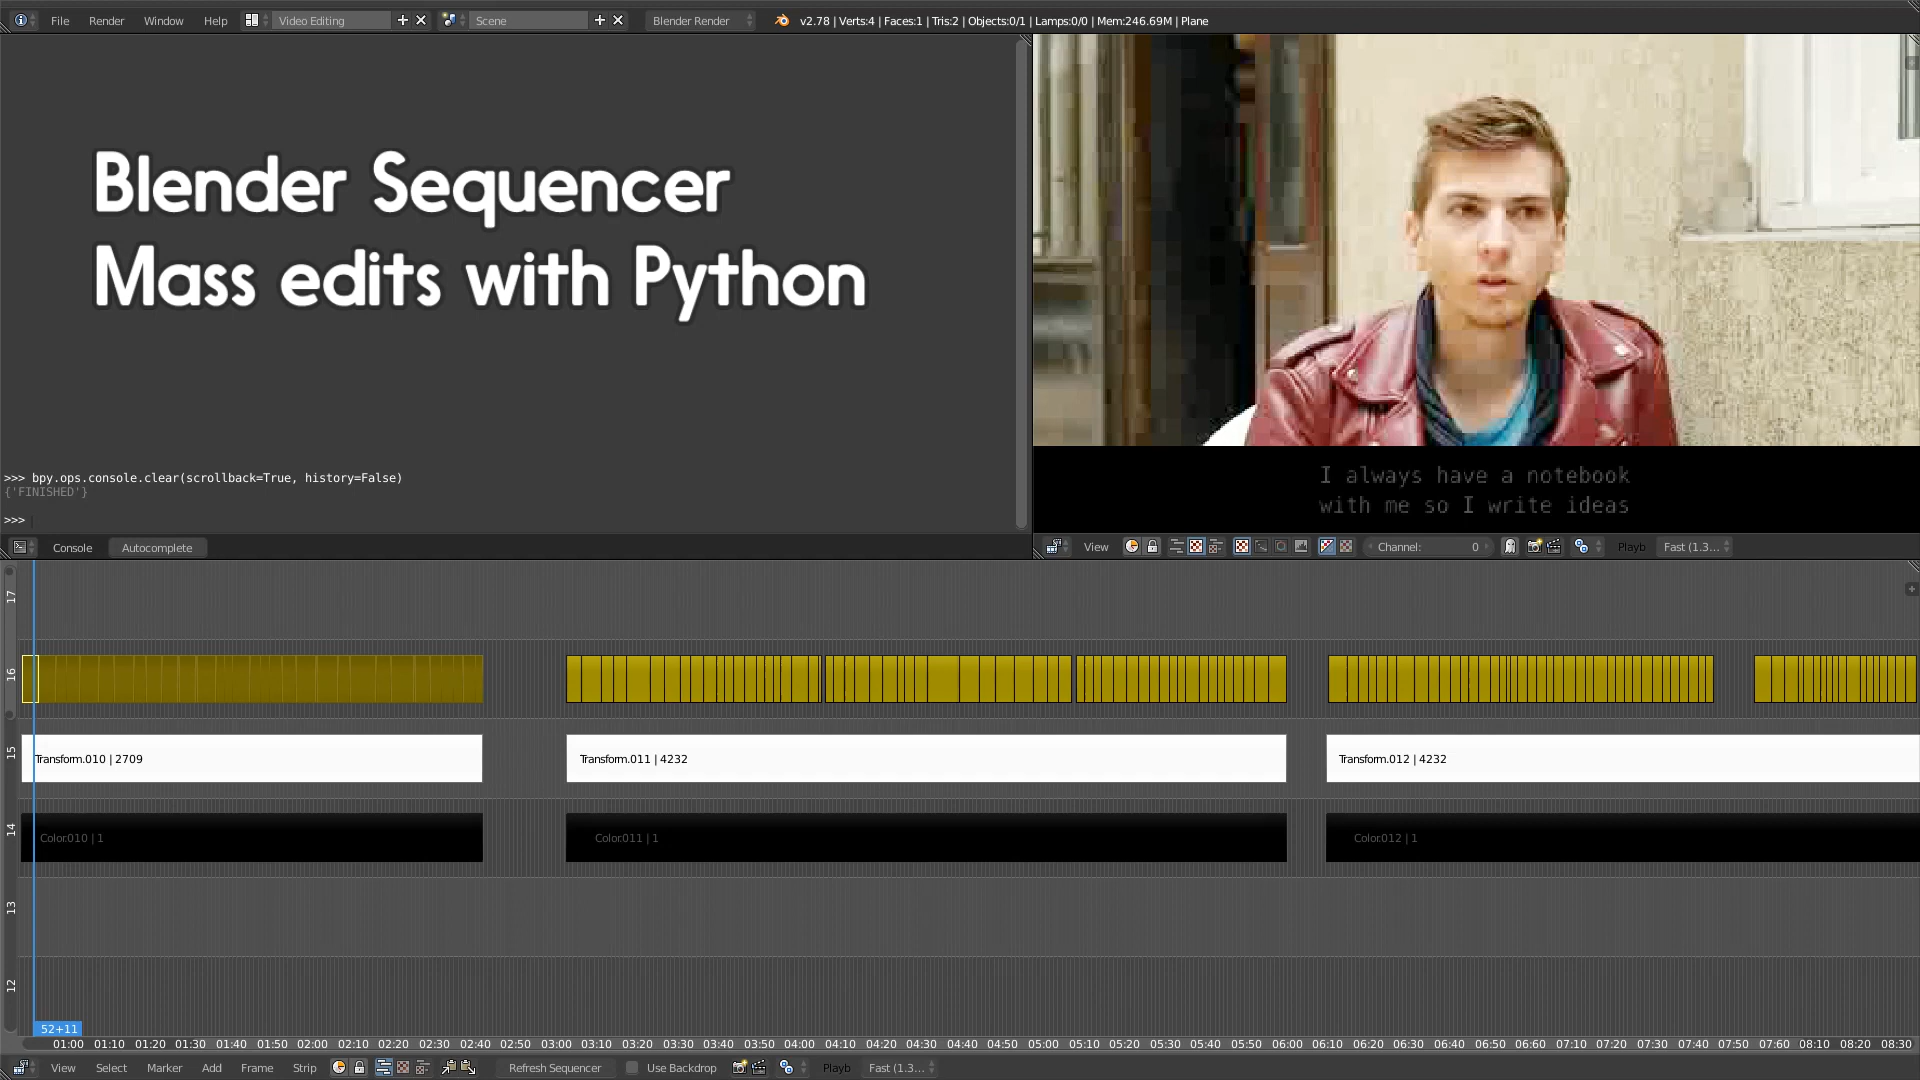 File Render Window Help Video Editing Scene Blender Render v2.78 | Verts:4 | Faces:1 | Tris:2 | Objects:0/1 | Lamps:0/0 | Mem:246.69M | Plane
Blender Sequencer
Mass edits with Python
>>> bpy.ops.console.clear(scrollback=True, history=False)
{'FINISHED'}
>>>
Console Autocomplete
I always have a notebook
with me so I write ideas
View Channel: 0 Playb Fast (1.3...
17
16
15
Transform.010 | 2709 Transform.011 | 4232 Transform.012 | 4232
14
Color.010 | 1 Color.011 | 1 Color.012 | 1
13
12
52+11
01:00 01:10 01:20 01:30 01:40 01:50 02:00 02:10 02:20 02:30 02:40 02:50 03:00 03:10 03:20 03:30 03:40 03:50 04:00 04:10 04:20 04:30 04:40 04:50 05:00 05:10 05:20 05:30 05:40 05:50 06:00 06:10 06:20 06:30 06:40 06:50 06:60 07:10 07:20 07:30 07:40 07:50 07:60 08:10 08:20 08:30
View Select Marker Add Frame Strip Refresh Sequencer Use Backdrop Playb Fast (1.3...